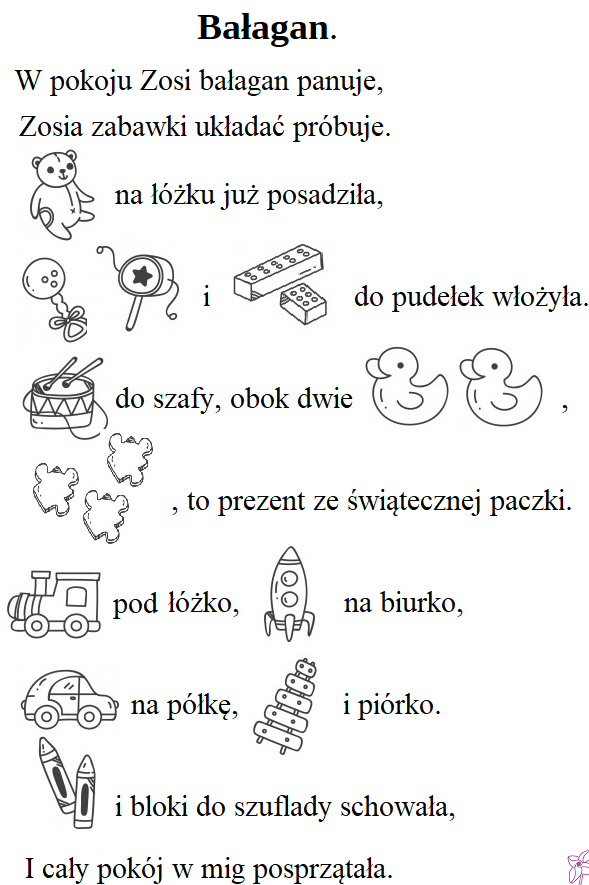 Bałagan.
W pokoju Zosi bałagan panuje,
Zosia zabawki układać próbuje.
na łóżku już posadziła,
i do pudełek włożyła.
do szafy, obok dwie ,
, to prezent ze świątecznej paczki.
pod łóżko, na biurko,
na półkę, i piórko.
i bloki do szuflady schowała,
I cały pokój w mig posprzątała.